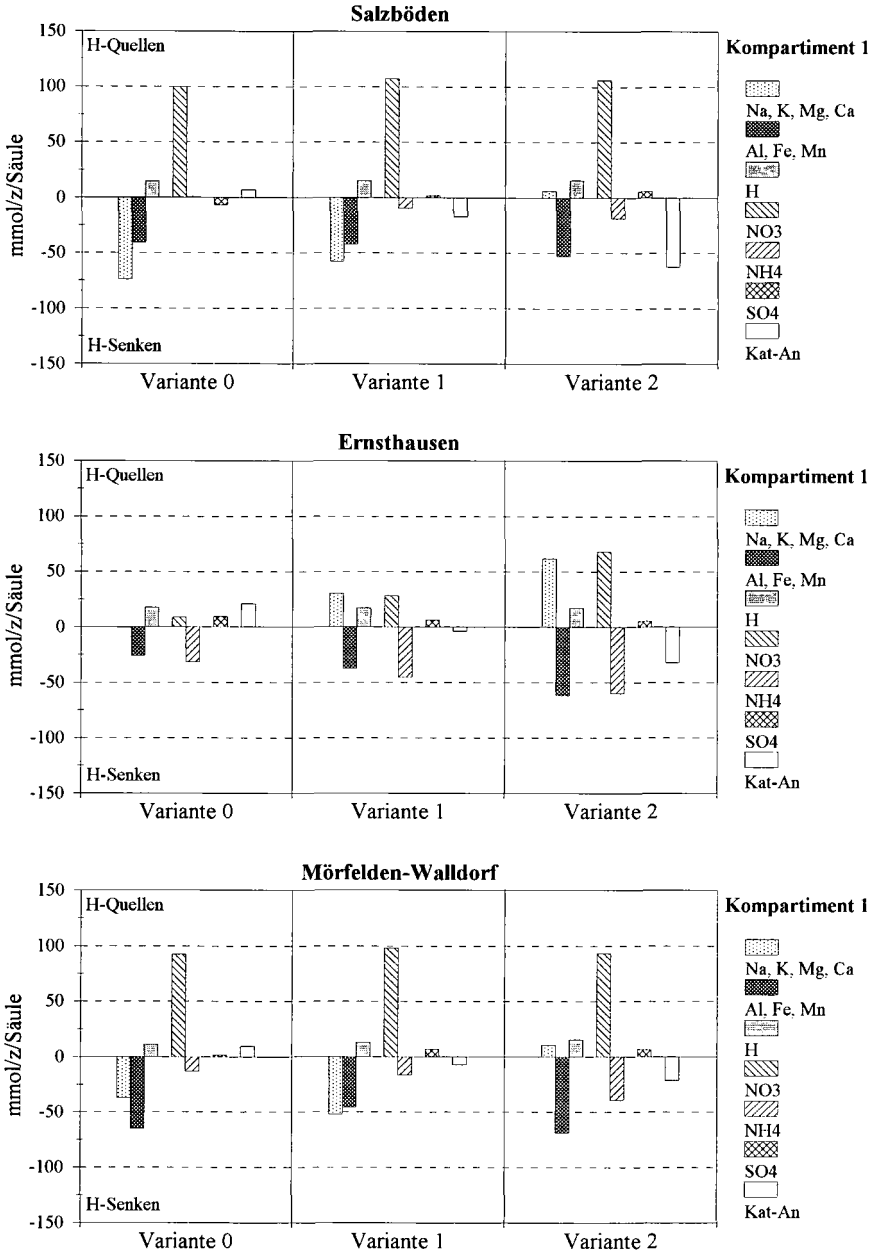 Salzböden
150
100
50
0
-50
-100
-150
mmol/z/Säule
H-Quellen
H-Senken
Variante 0
Variante 1
Variante 2
Kompartiment 1
Na, K, Mg, Ca
Al, Fe, Mn
H
NO3
NH4
SO4
Kat-An
Ernsthausen
150
100
50
0
-50
-100
-150
mmol/z/Säule
H-Quellen
H-Senken
Variante 0
Variante 1
Variante 2
Kompartiment 1
Na, K, Mg, Ca
Al, Fe, Mn
H
NO3
NH4
SO4
Kat-An
Mörfelden-Walldorf
150
100
50
0
-50
-100
-150
mmol/z/Säule
H-Quellen
H-Senken
Variante 0
Variante 1
Variante 2
Kompartiment 1
Na, K, Mg, Ca
Al, Fe, Mn
H
NO3
NH4
SO4
Kat-An